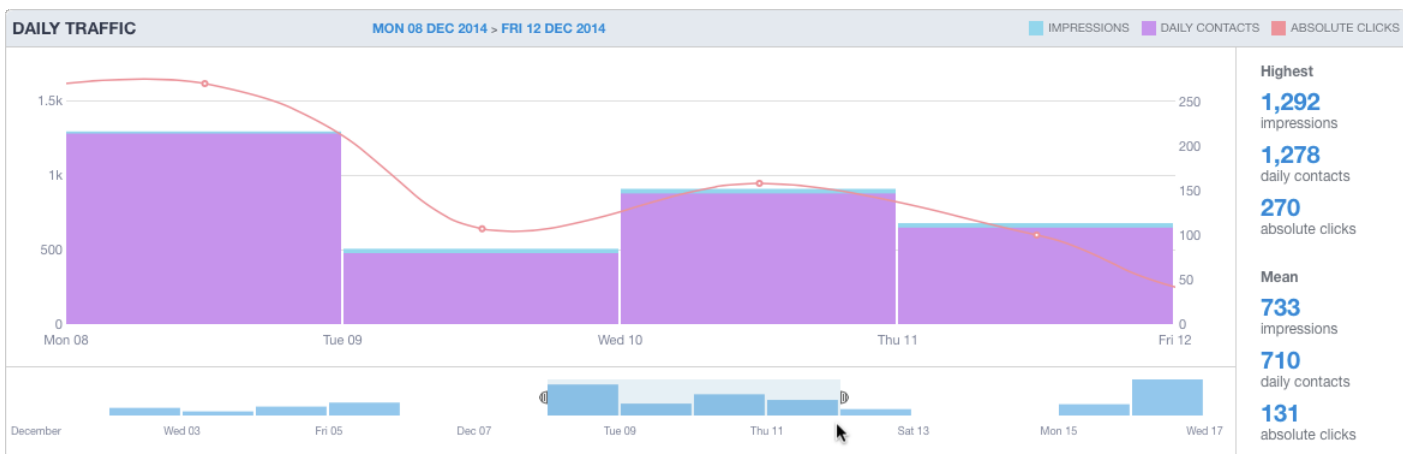 DAILY TRAFFIC
MON 08 DEC 2014 > FRI 12 DEC 2014
IMPRESSIONS DAILY CONTACTS ABSOLUTE CLICKS
1.5k
1k
500
0
250
200
150
100
50
0
Mon 08 Tue 09 Wed 10 Thu 11 Fri 12
December Wed 03 Fri 05 Dec 07 Tue 09 Thu 11 Sat 13 Mon 15 Wed 17
Highest
1,292
impressions
1,278
daily contacts
270
absolute clicks
Mean
733
impressions
710
daily contacts
131
absolute clicks